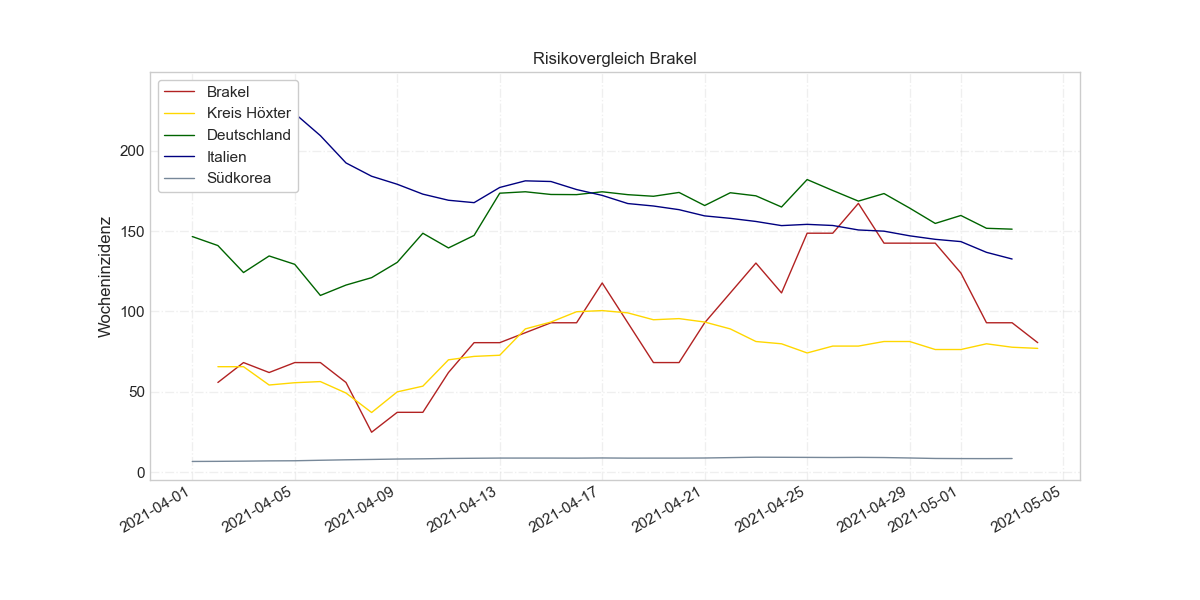 Risikovergleich Brakel
Brakel
Kreis Höxter
Deutschland
Italien
Südkorea
Wocheninzidenz
200
150
100
50
0
2021-04-01
2021-04-05
2021-04-09
2021-04-13
2021-04-17
2021-04-21
2021-04-25
2021-04-29
2021-05-01
2021-05-05